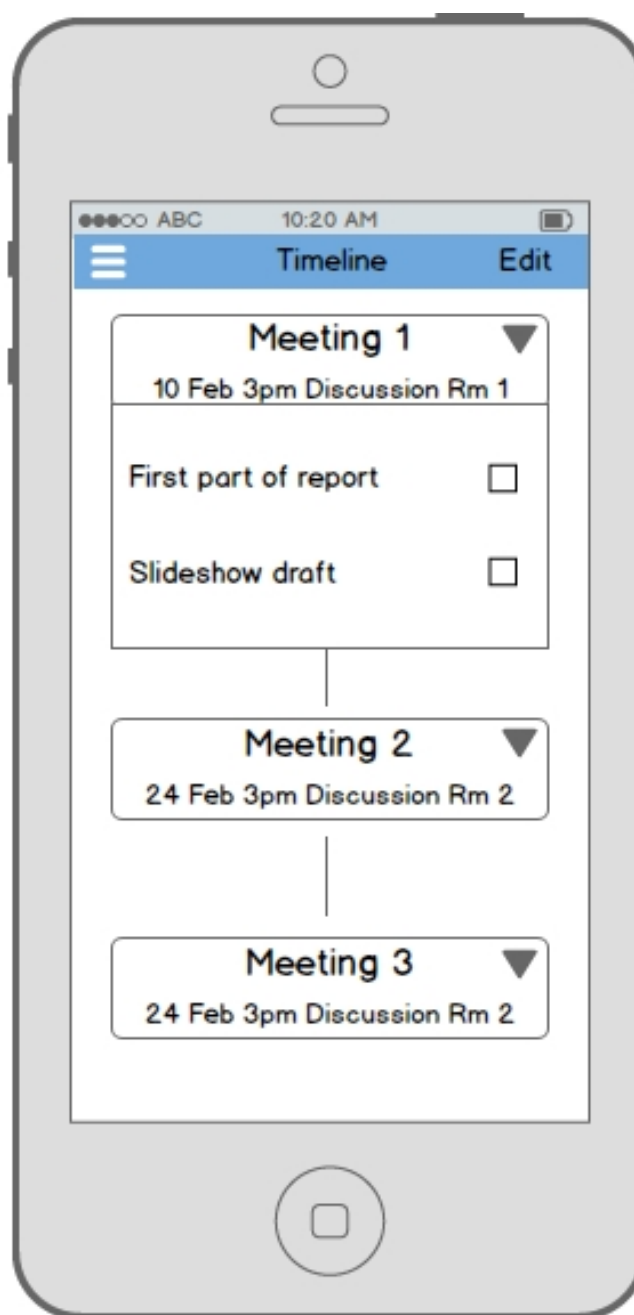 ABC 10:20 AM
Timeline Edit
Meeting 1
10 Feb 3pm Discussion Rm 1
First part of report
Slideshow draft
Meeting 2
24 Feb 3pm Discussion Rm 2
Meeting 3
24 Feb 3pm Discussion Rm 2